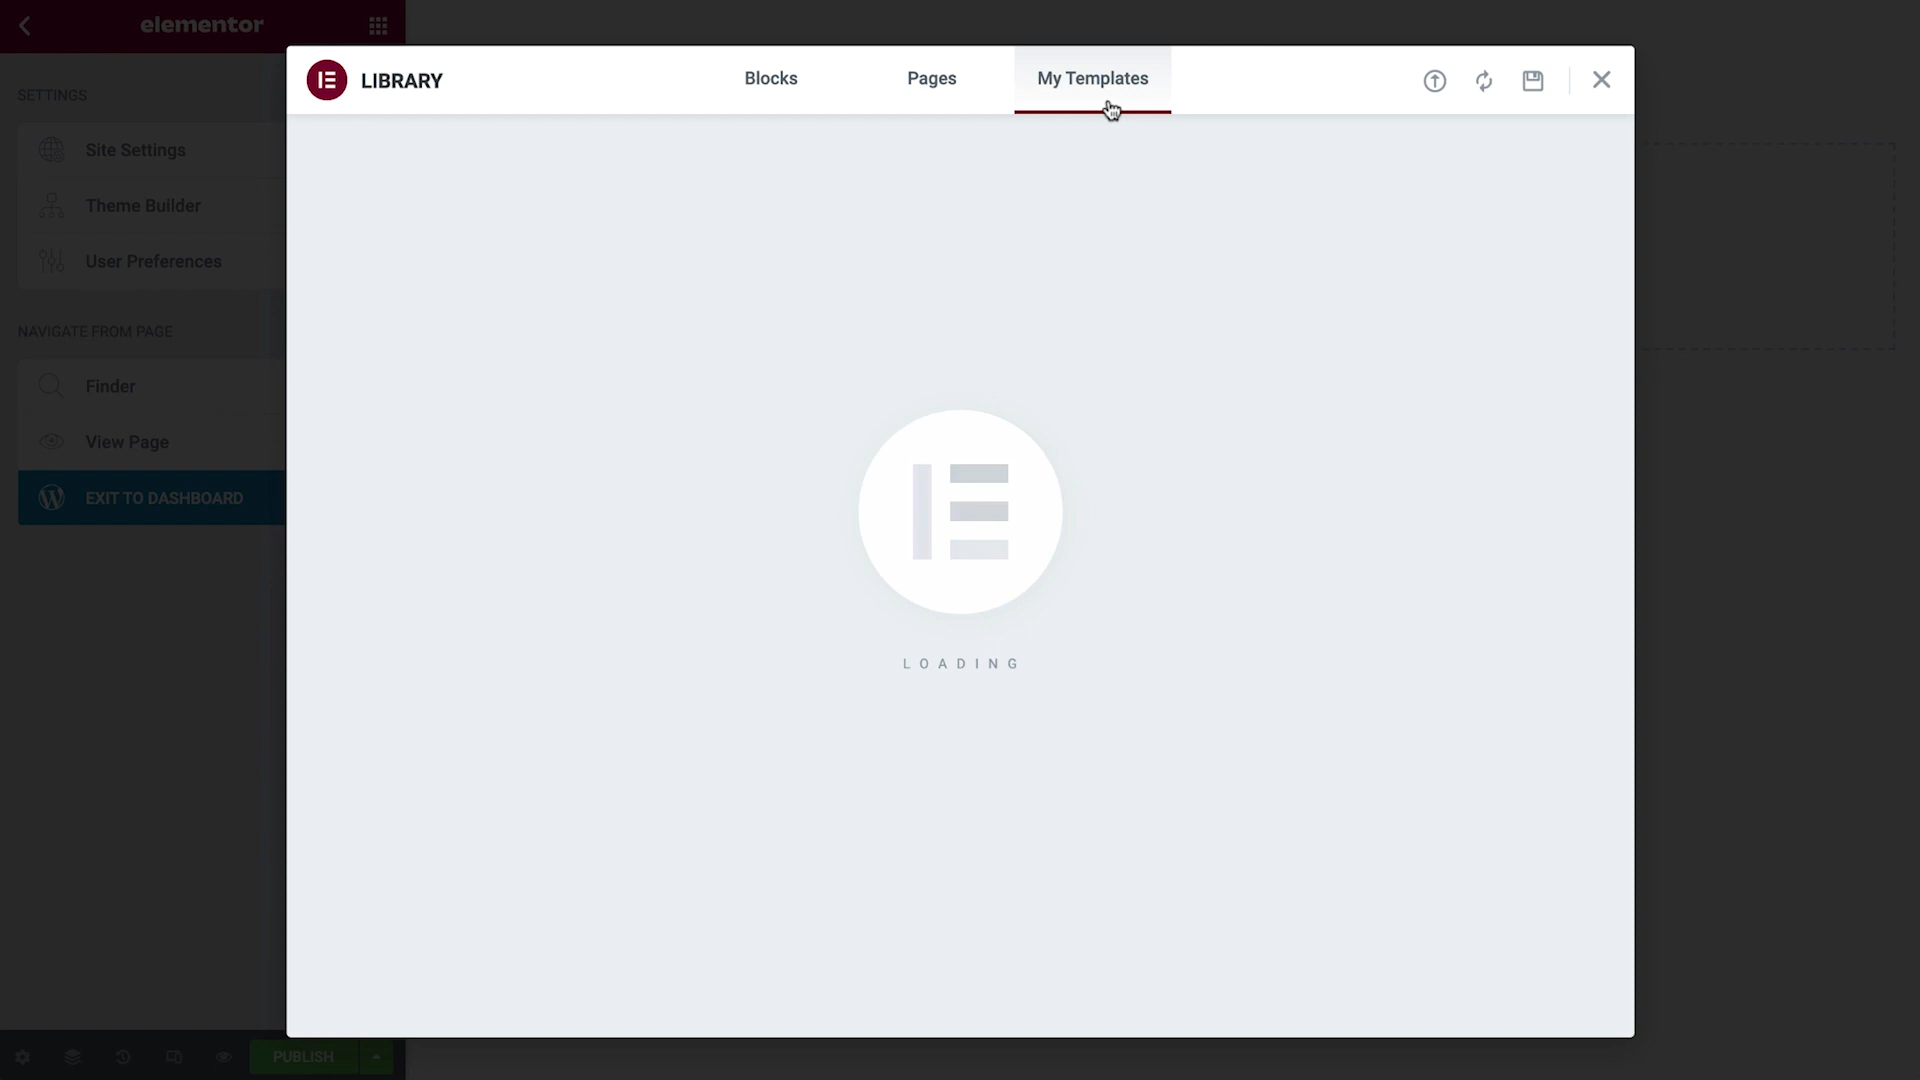 elementor
SETTINGS
Site Settings
Theme Builder
User Preferences
NAVIGATE FROM PAGE
Finder
View Page
EXIT TO DASHBOARD
PUBLISH
LIBRARY
Blocks
Pages
My Templates
LOADING